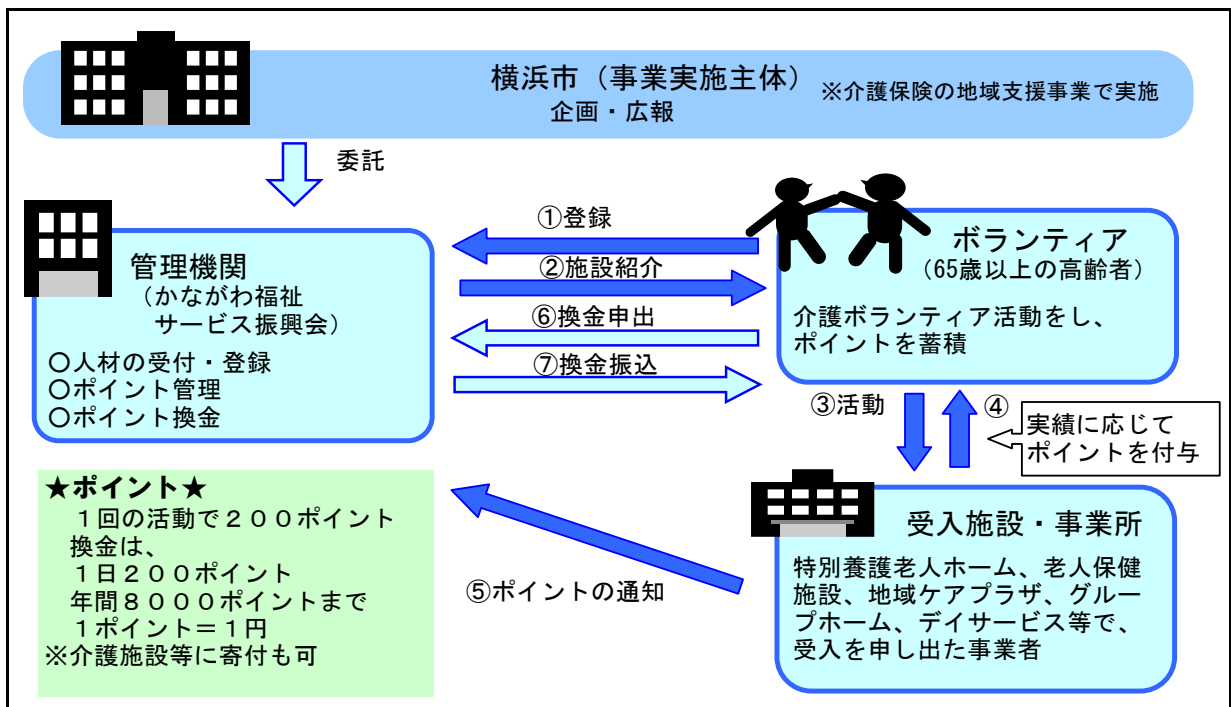 横浜市（事業実施主体）
※介護保険の地域支援事業で実施
企画・広報
委託
管理機関
（かながわ福祉
サービス振興会）
○人材の受付・登録
○ポイント管理
○ポイント換金
①登録
②施設紹介
⑥換金申出
⑦換金振込
ボランティア
（65歳以上の高齢者）
介護ボランティア活動をし、
ポイントを蓄積
③活動
④
実績に応じて
ポイントを付与
★ポイント★
１回の活動で２００ポイント
換金は、
１日２００ポイント
年間８０００ポイントまで
１ポイント＝１円
※介護施設等に寄付も可
⑤ポイントの通知
受入施設・事業所
特別養護老人ホーム、老人保健
施設、地域ケアプラザ、グルー
プホーム、デイサービス等で、
受入を申し出た事業者